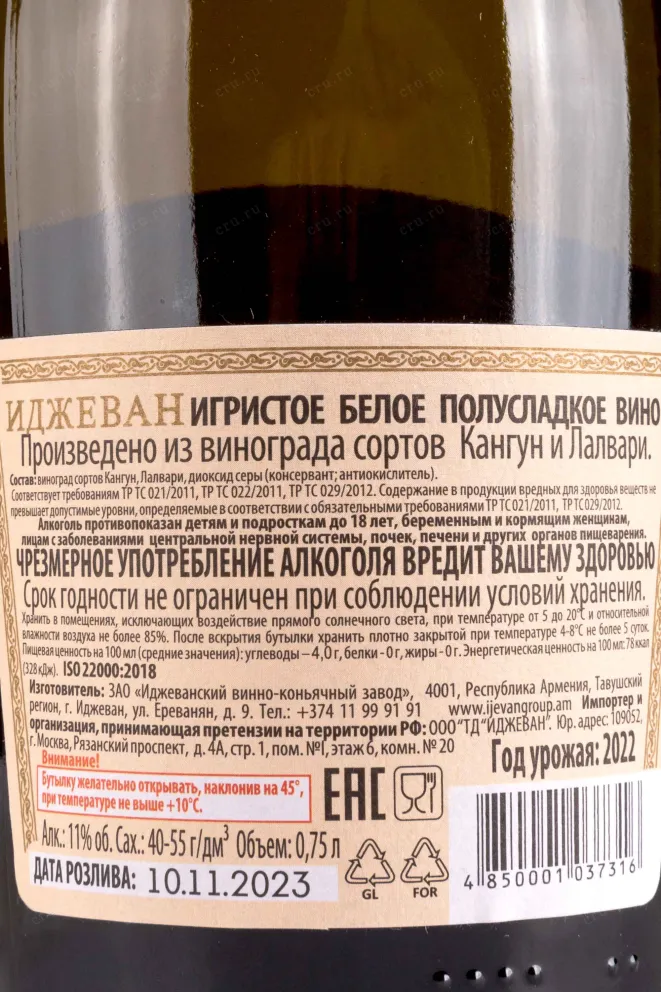 cru.ru cru.ru cru.ru
cru.ru cru.ru
ИДЖЕВАН ИГРИСТОЕ БЕЛОЕ ПОЛУСЛАДКОЕ ВИНО
Произведено из винограда сортов Кангун и Лалвари.
Состав: виноград сортов Кангун, Лалвари, диоксид серы (консервант; антиокислитель).
Соответствует требованиям ТР ТС 021/2011, ТР ТС 022/2011, ТР ТС 029/2012. Содержание в продукции вредных для здоровья веществ не
превышает допустимые уровни, определяемые в соответствии с обязательными требованиями ТР ТС 021/2011, ТР ТС029/2012.
Алкоголь противопоказан детям и подросткам до 18 лет, беременным и кормящим женщинам,
лицам с заболеваниями центральной нервной системы, почек, печени и других органов пищеварения.
ЧРЕЗМЕРНОЕ УПОТРЕБЛЕНИЕ АЛКОГОЛЯ ВРЕДИТ ВАШЕМУ ЗДОРОВЬЮ
Срок годности не ограничен при соблюдении условий хранения.
Хранить в помещениях, исключающих воздействие прямого солнечного света, при температуре от 5 до 20°С и относительной
влажности воздуха не более 85%. После вскрытия бутылки хранить плотно закрытой при температуре 4-8°С не более 5 суток.
Пищевая ценность на 100 мл (средние значения): углеводы – 4,0 г, белки - 0 г, жиры - 0 г. Энергетическая ценность на 100 мл: 78 ккал
(328 кДж). ISO 22000:2018
Изготовитель: ЗАО «Иджеванский винно-коньячный завод», 4001, Республика Армения, Тавушский
регион, г. Иджеван, ул. Ереванян, д. 9. Тел.: +374 11 99 91 91 www.ijevangroup.am Импортер и
организация, принимающая претензии на территории РФ: ООО "ТД "ИДЖЕВАН". Юр. адрес: 109052,
г.Москва, Рязанский проспект, д. 4А, стр. 1, пом. №I, этаж 6, комн. № 20
Год урожая: 2022
Внимание!
Бутылку желательно открывать, наклонив на 45°,
при температуре не выше +10°С.
EAC
Алк.: 11% об. Сах.: 40-55 г/дм³ Объем: 0,75 л
ДАТА РОЗЛИВА: 10.11.2023
GL FOR
4 850001 037316